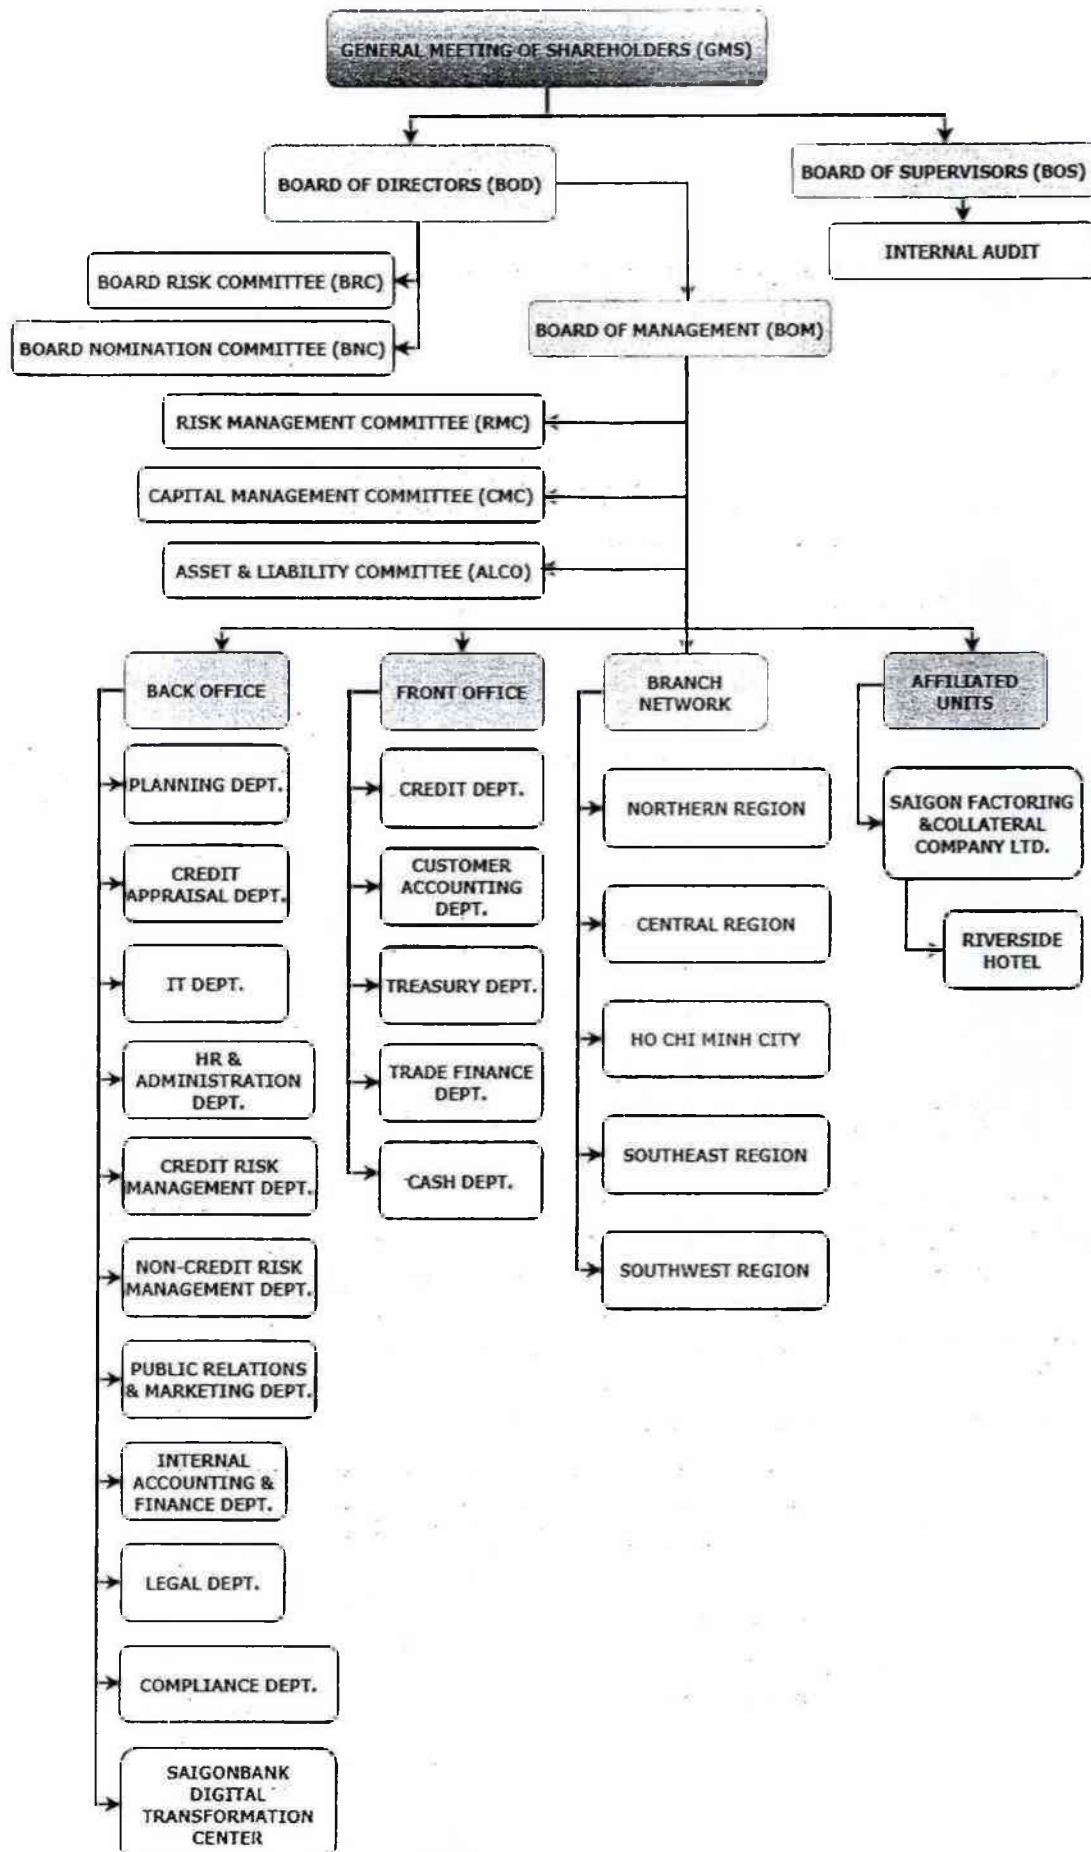 GENERAL MEETING OF SHAREHOLDERS (GMS)
BOARD OF DIRECTORS (BOD)
BOARD OF SUPERVISORS (BOS)
INTERNAL AUDIT
BOARD RISK COMMITTEE (BRC)
BOARD NOMINATION COMMITTEE (BNC)
BOARD OF MANAGEMENT (BOM)
RISK MANAGEMENT COMMITTEE (RMC)
CAPITAL MANAGEMENT COMMITTEE (CMC)
ASSET & LIABILITY COMMITTEE (ALCO)
BACK OFFICE
PLANNING DEPT.
CREDIT
APPRAISAL DEPT.
IT DEPT.
HR &
ADMINISTRATION
DEPT.
CREDIT RISK
MANAGEMENT DEPT.
NON-CREDIT RISK
MANAGEMENT DEPT.
PUBLIC RELATIONS
& MARKETING DEPT.
INTERNAL
ACCOUNTING &
FINANCE DEPT.
LEGAL DEPT.
COMPLIANCE DEPT.
SAIGONBANK
DIGITAL
TRANSFORMATION
CENTER
FRONT OFFICE
CREDIT DEPT.
CUSTOMER
ACCOUNTING
DEPT.
TREASURY DEPT.
TRADE FINANCE
DEPT.
CASH DEPT.
BRANCH
NETWORK
NORTHERN REGION
CENTRAL REGION
HO CHI MINH CITY
SOUTHEAST REGION
SOUTHWEST REGION
AFFILIATED
UNITS
SAIGON FACTORING
&COLLATERAL
COMPANY LTD.
RIVERSIDE
HOTEL